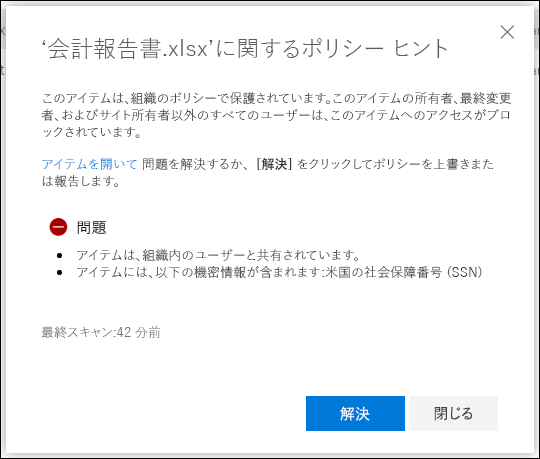 ‘会計報告書.xlsx’に関するポリシー ヒント
このアイテムは、組織のポリシーで保護されています。このアイテムの所有者、最終変更
者、およびサイト所有者以外のすべてのユーザーは、このアイテムへのアクセスがブロ
ックされています。
アイテムを開いて 問題を解決するか、[解決] をクリックしてポリシーを上書きまた
は報告します。
問題
• アイテムは、組織内のユーザーと共有されています。
• アイテムには、以下の機密情報が含まれます:米国の社会保障番号 (SSN)
最終スキャン:42 分前
解決 閉じる